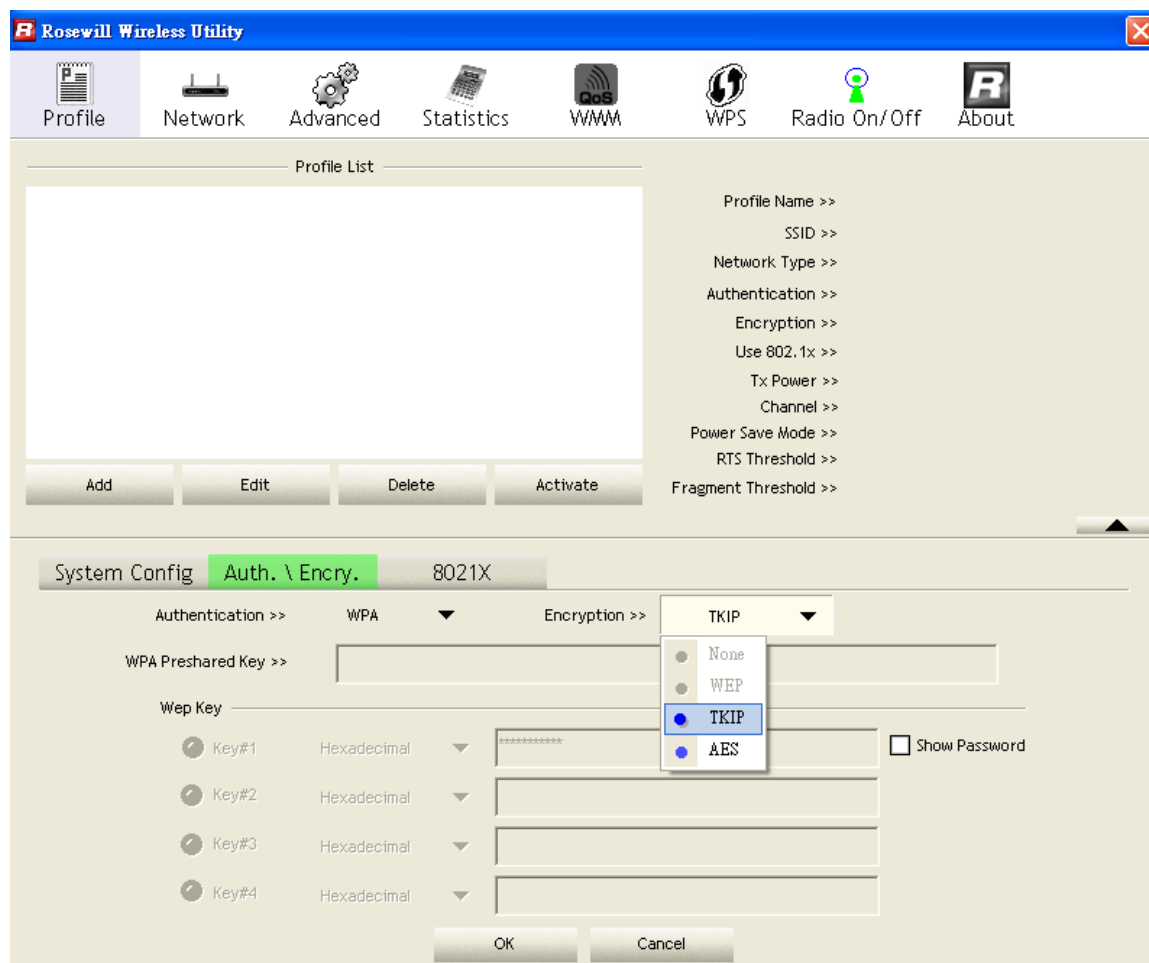 Rosewill Wireless Utility
Profile Network Advanced Statistics QoS WMM WPS Radio On/Off About
Profile List
Profile Name >>
SSID >>
Network Type >>
Authentication >>
Encryption >>
Use 802.1x >>
Tx Power >>
Channel >>
Power Save Mode >>
RTS Threshold >>
Fragment Threshold >>
Add Edit Delete Activate
System Config Auth. \ Encry. 8021X
Authentication >> WPA Encryption >> TKIP
None
WEP
TKIP
AES
WPA Preshared Key >>
Wep Key
Key#1 Hexadecimal *********** Show Password
Key#2 Hexadecimal
Key#3 Hexadecimal
Key#4 Hexadecimal
OK Cancel